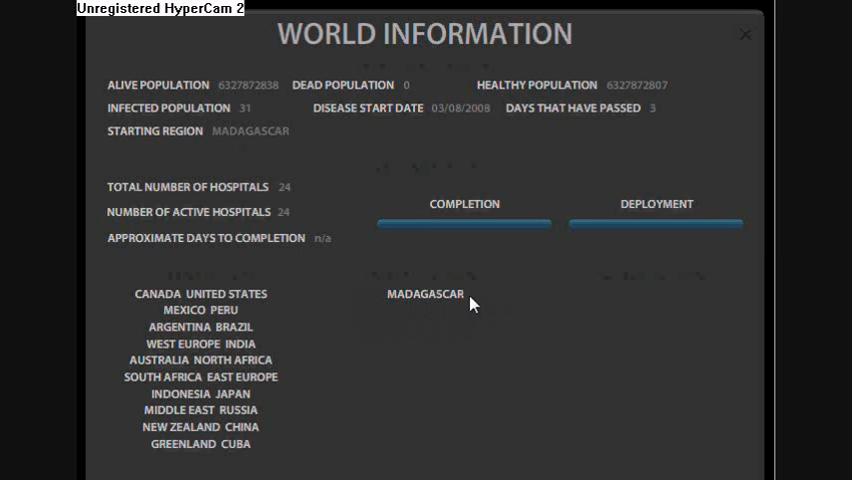 Unregistered HyperCam 2
WORLD INFORMATION
ALIVE POPULATION 6327872838 DEAD POPULATION 0 HEALTHY POPULATION 6327872807
INFECTED POPULATION 31 DISEASE START DATE 03/08/2008 DAYS THAT HAVE PASSED 3
STARTING REGION MADAGASCAR
TOTAL NUMBER OF HOSPITALS 24
COMPLETION DEPLOYMENT
NUMBER OF ACTIVE HOSPITALS 24
APPROXIMATE DAYS TO COMPLETION n/a
CANADA UNITED STATES MADAGASCAR
MEXICO PERU
ARGENTINA BRAZIL
WEST EUROPE INDIA
AUSTRALIA NORTH AFRICA
SOUTH AFRICA EAST EUROPE
INDONESIA JAPAN
MIDDLE EAST RUSSIA
NEW ZEALAND CHINA
GREENLAND CUBA